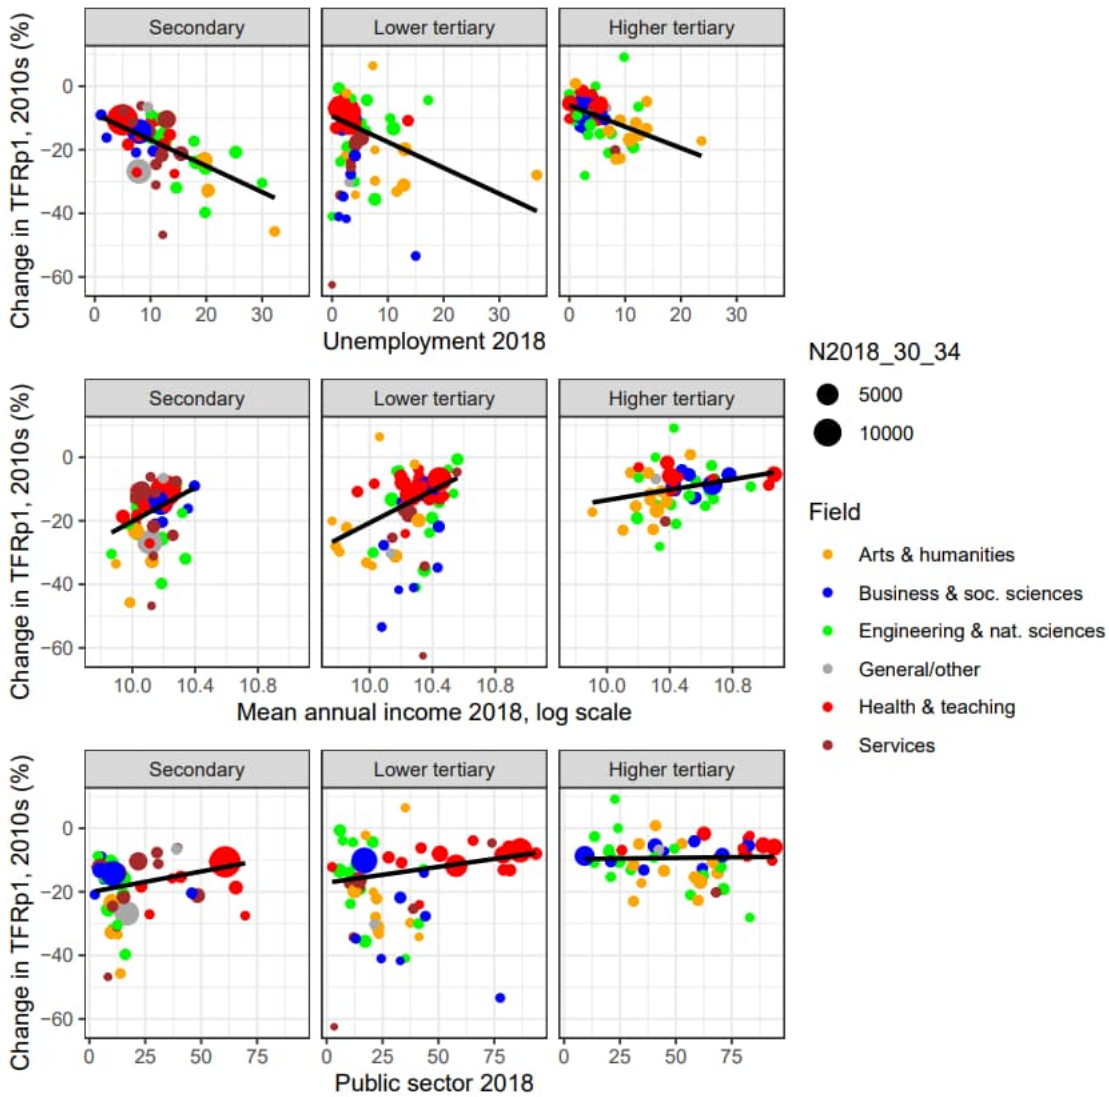 Secondary Lower tertiary Higher tertiary
Change in TFRp1, 2010s (%)
0
−20
−40
−60
0 10 20 30 0 10 20 30 0 10 20 30
Unemployment 2018
Secondary Lower tertiary Higher tertiary
Change in TFRp1, 2010s (%)
0
−20
−40
−60
10.0 10.4 10.8 10.0 10.4 10.8 10.0 10.4 10.8
Mean annual income 2018, log scale
Secondary Lower tertiary Higher tertiary
Change in TFRp1, 2010s (%)
0
−20
−40
−60
0 25 50 75 0 25 50 75 0 25 50 75
Public sector 2018
N2018_30_34
5000
10000
Field
Arts & humanities
Business & soc. sciences
Engineering & nat. sciences
General/other
Health & teaching
Services